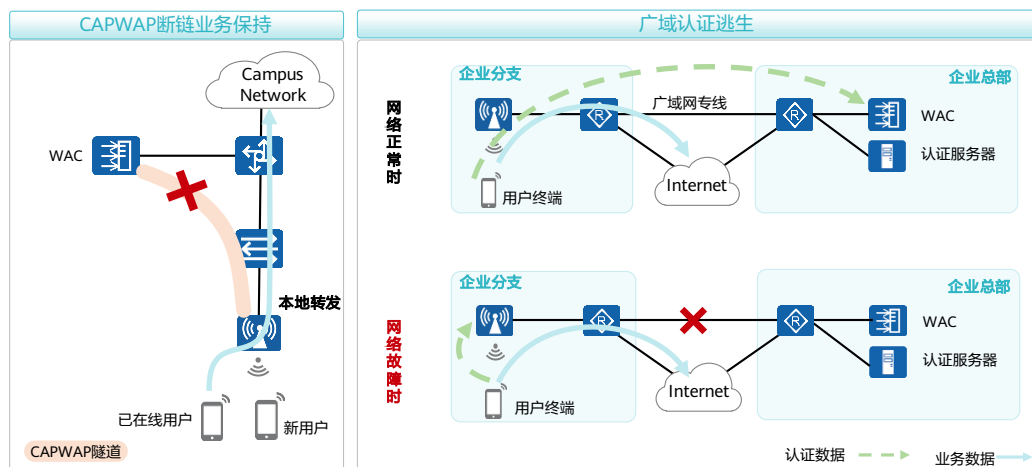 CAPWAP断链业务保持
Campus
Network
WAC
本地转发
已在线用户
新用户
CAPWAP隧道
广域认证逃生
网络正常时
企业分支
企业总部
广域网专线
R
R
WAC
认证服务器
Internet
用户终端
网络故障时
企业分支
企业总部
R
R
WAC
认证服务器
Internet
用户终端
认证数据
业务数据